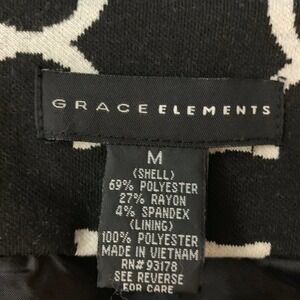 GRACE ELEMENTS
M
(SHELL)
69% POLYESTER
27% RAYON
4% SPANDEX
(LINING)
100% POLYESTER
MADE IN VIETNAM
RN# 93178
SEE REVERSE
FOR CARE